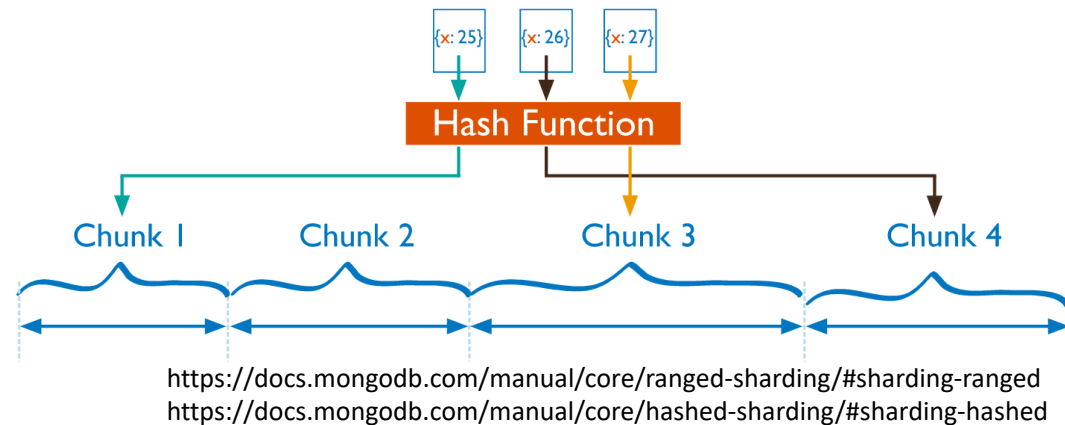 {x: 25} {x: 26} {x: 27}
Hash Function
Chunk 1 Chunk 2 Chunk 3 Chunk 4
https://docs.mongodb.com/manual/core/ranged-sharding/#sharding-ranged
https://docs.mongodb.com/manual/core/hashed-sharding/#sharding-hashed